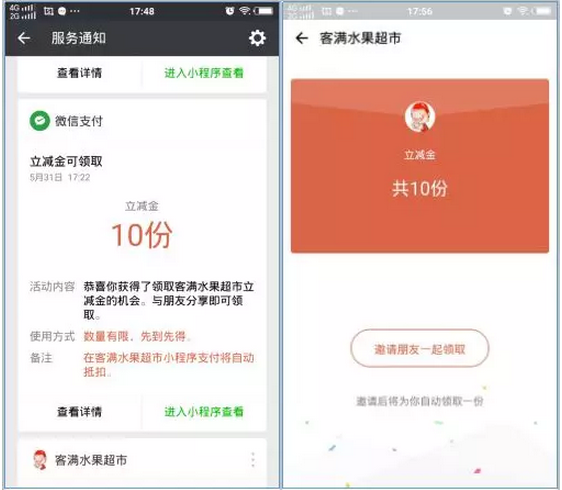 4G
2G
17:48
服务通知
查看详情
进入小程序查看
微信支付
立减金可领取
5月31日 17:22
立减金
10份
活动内容
恭喜你获得了领取客满水果超市立
减金的机会。与朋友分享即可领
取。
使用方式
数量有限，先到先得。
备注
在客满水果超市小程序支付将自动
抵扣。
查看详情
进入小程序查看
客满水果超市
4G
2G
17:56
客满水果超市
立减金
共10份
邀请朋友一起领取
邀请后将为你自动领取一份